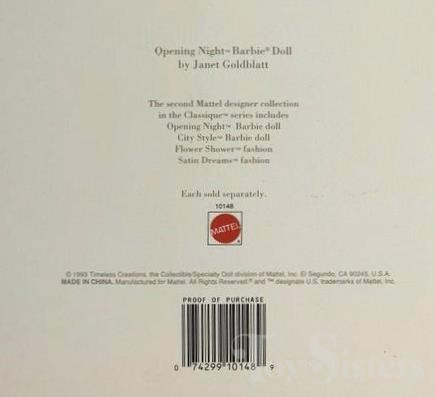 Opening Night™ Barbie® Doll
by Janet Goldblatt
The second Mattel designer collection
in the Classique™ series includes
Opening Night™ Barbie doll
City Style™ Barbie doll
Flower Shower™ fashion
Satin Dreams™ fashion
Each sold separately.
10148
MATTEL
© 1993 Timeless Creations, the Collectible/Specialty Doll division of Mattel, Inc. El Segundo, CA 90245, U.S.A.
MADE IN CHINA. Manufactured for Mattel. All Rights Reserved.® and ™ designate U.S. trademarks of Mattel, Inc.
PROOF OF PURCHASE
0 74299 10148 9
Toy Sisters